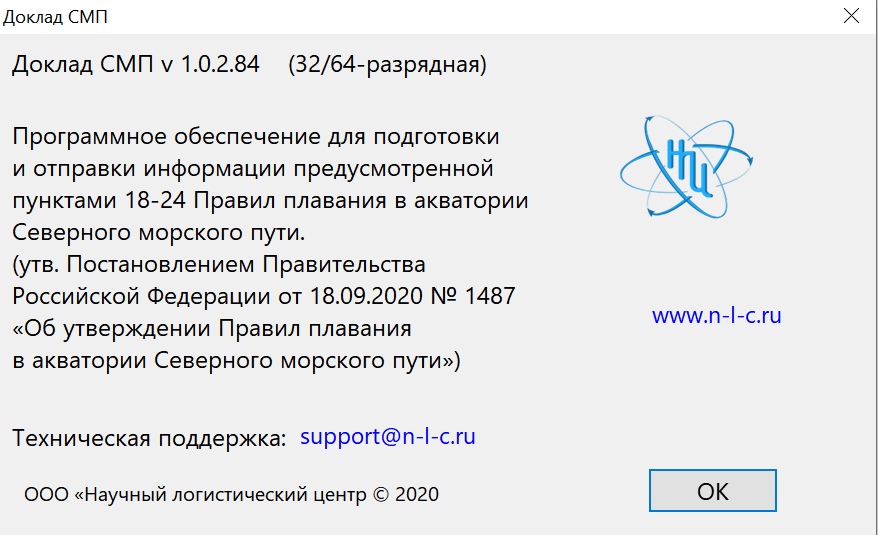 Доклад СМП
Доклад СМП v 1.0.2.84 (32/64-разрядная)
Программное обеспечение для подготовки
и отправки информации предусмотренной
пунктами 18-24 Правил плавания в акватории
Северного морского пути.
(утв. Постановлением Правительства
Российской Федерации от 18.09.2020 № 1487
«Об утверждении Правил плавания
в акватории Северного морского пути»)
НЦ
www.n-l-c.ru
Техническая поддержка: support@n-l-c.ru
ООО «Научный логистический центр © 2020
ОК